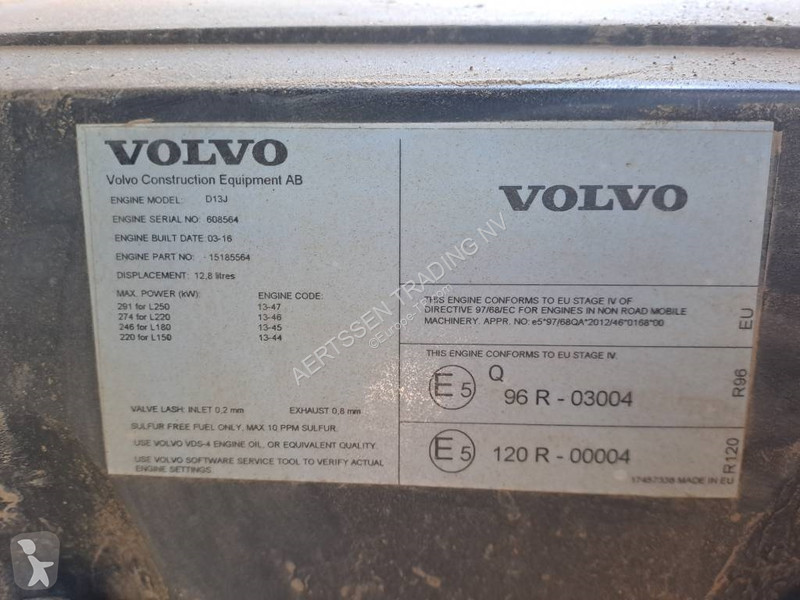 VOLVO
Volvo Construction Equipment AB
ENGINE MODEL: D13J
ENGINE SERIAL NO: 608564
ENGINE BUILT DATE: 03-16
ENGINE PART NO: 15185564
DISPLACEMENT: 12,8 litres
MAX. POWER (kW): ENGINE CODE:
291 for L250 13-47
274 for L220 13-46
246 for L180 13-45
220 for L150 13-44
VALVE LASH: INLET 0,2 mm EXHAUST 0,8 mm
SULFUR FREE FUEL ONLY, MAX 10 PPM SULFUR.
USE VOLVO VDS-4 ENGINE OIL, OR EQUIVALENT QUALITY.
USE VOLVO SOFTWARE SERVICE TOOL TO VERIFY ACTUAL
ENGINE SETTINGS.
VOLVO
THIS ENGINE CONFORMS TO EU STAGE IV OF
DIRECTIVE 97/68/EC FOR ENGINES IN NON ROAD MOBILE
MACHINERY. APPR. NO: e5*97/68QA*2012/46*0168*00
EU
THIS ENGINE CONFORMS TO EU STAGE IV.
E5 Q
96 R - 03004
R96
E5 120 R - 00004
R120
17457338 MADE IN EU
AERTSSEN TRADING NV